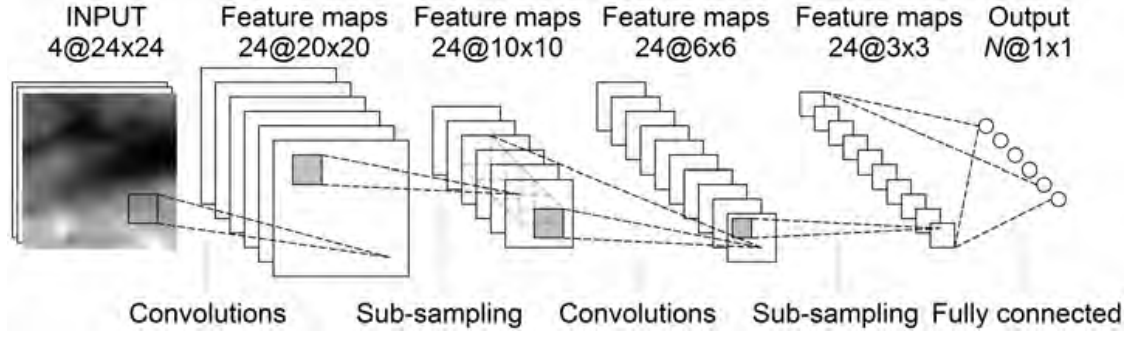 INPUT
4@24x24
Feature maps
24@20x20
Feature maps
24@10x10
Feature maps
24@6x6
Feature maps
24@3x3
Output
N@1x1
Convolutions
Sub-sampling
Convolutions
Sub-sampling
Fully connected